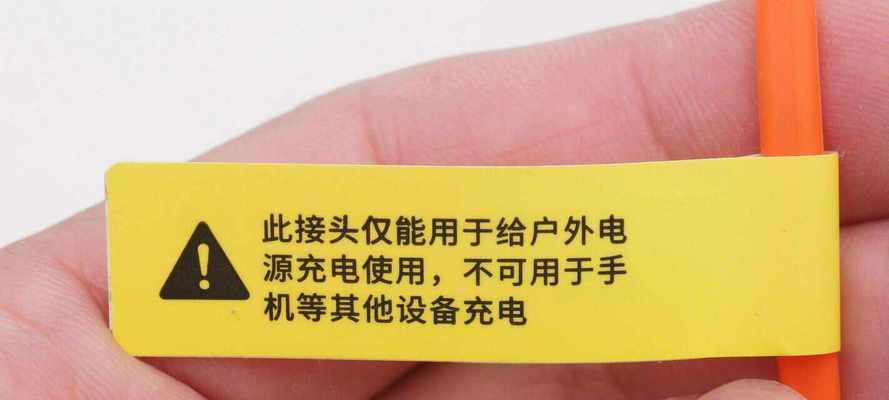 此接头仅能用于给户外电
源充电使用，不可用于手
机等其他设备充电